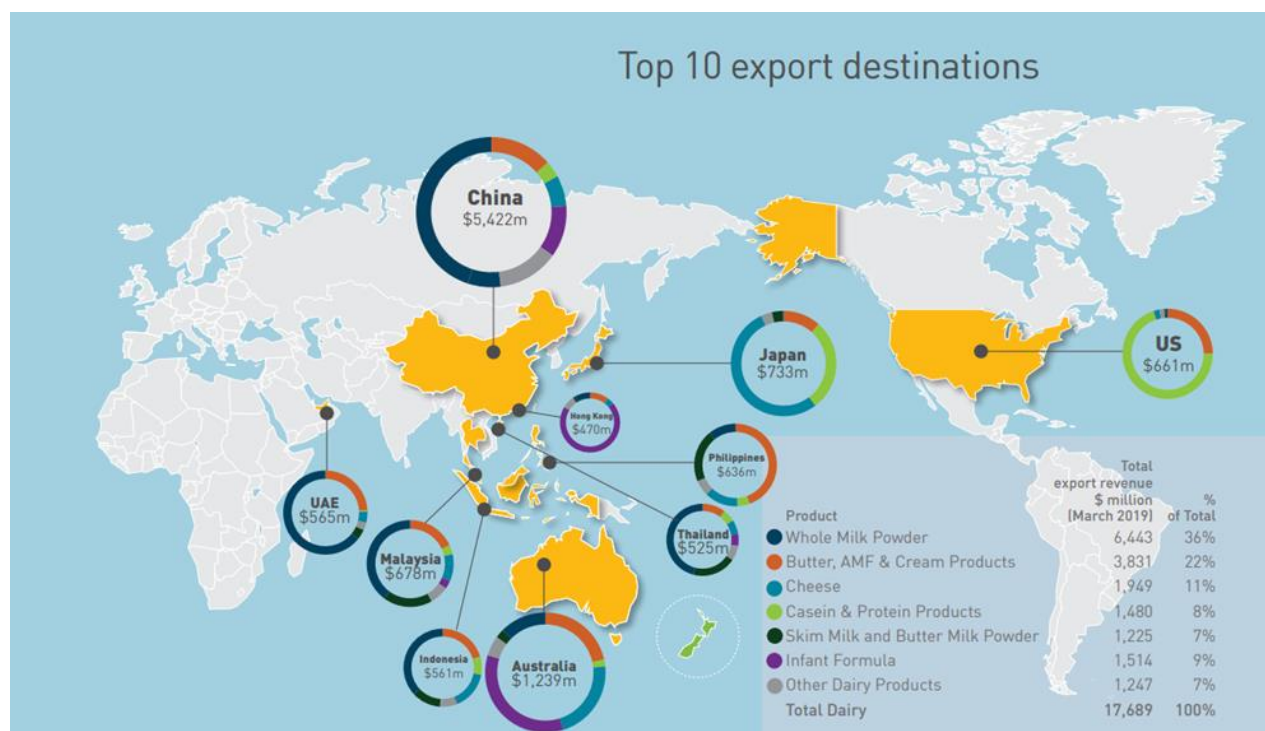 Top 10 export destinations
China
$5,422m
Japan
$733m
US
$661m
Hong Kong
$470m
Philippines
$636m
UAE
$565m
Thailand
$525m
Malaysia
$678m
Indonesia
$561m
Australia
$1,239m
Total
export revenue
$ million %
Product (March 2019) of Total
Whole Milk Powder 6,443 36%
Butter, AMF & Cream Products 3,831 22%
Cheese 1,949 11%
Casein & Protein Products 1,480 8%
Skim Milk and Butter Milk Powder 1,225 7%
Infant Formula 1,514 9%
Other Dairy Products 1,247 7%
Total Dairy 17,689 100%